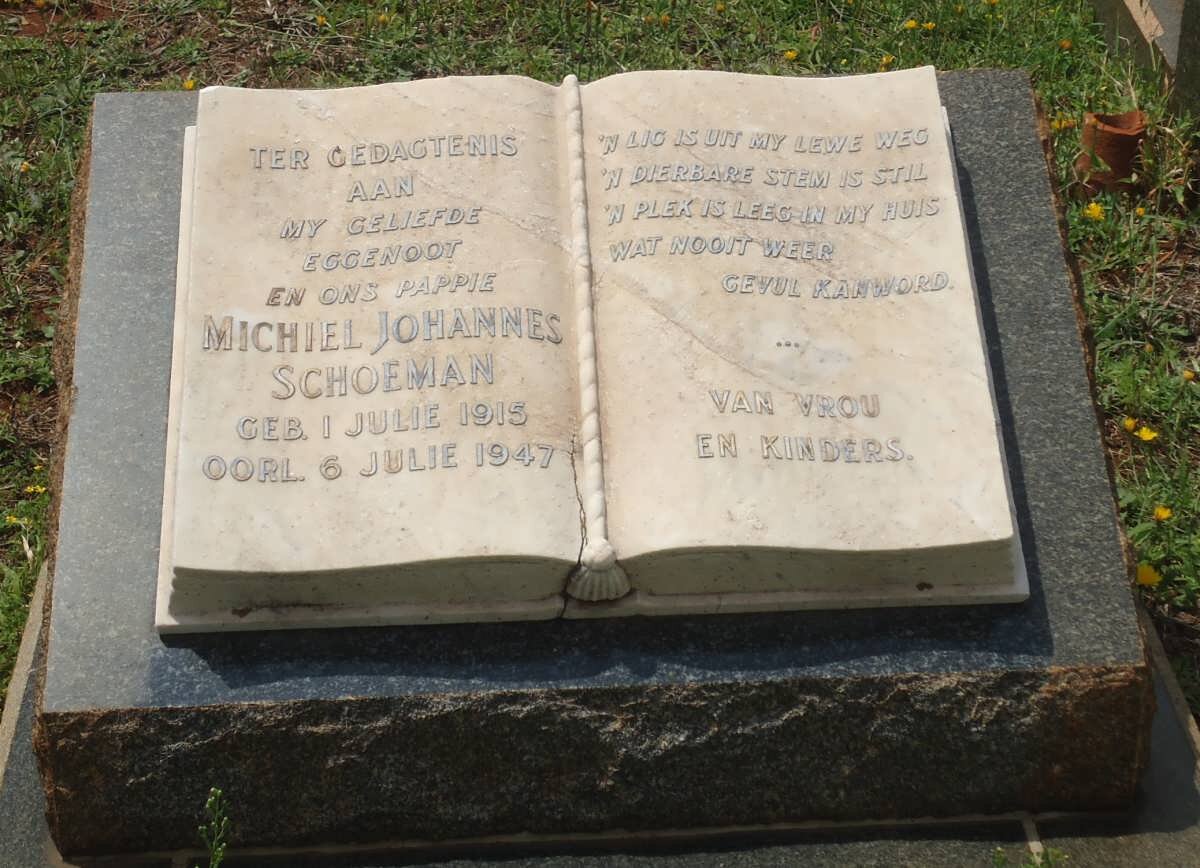 TER GEDAGTENIS
AAN
MY GELIEFDE
EGGENOOT
EN ONS PAPPIE
MICHIEL JOHANNES
SCHOEMAN
GEB. 1 JULIE 1915
OORL. 6 JULIE 1947
'N LIG IS UIT MY LEWE WEG
'N DIERBARE STEM IS STIL
'N PLEK IS LEEG IN MY HUIS
WAT NOOIT WEER
GEVUL KAN WORD.
...
VAN VROU
EN KINDERS.